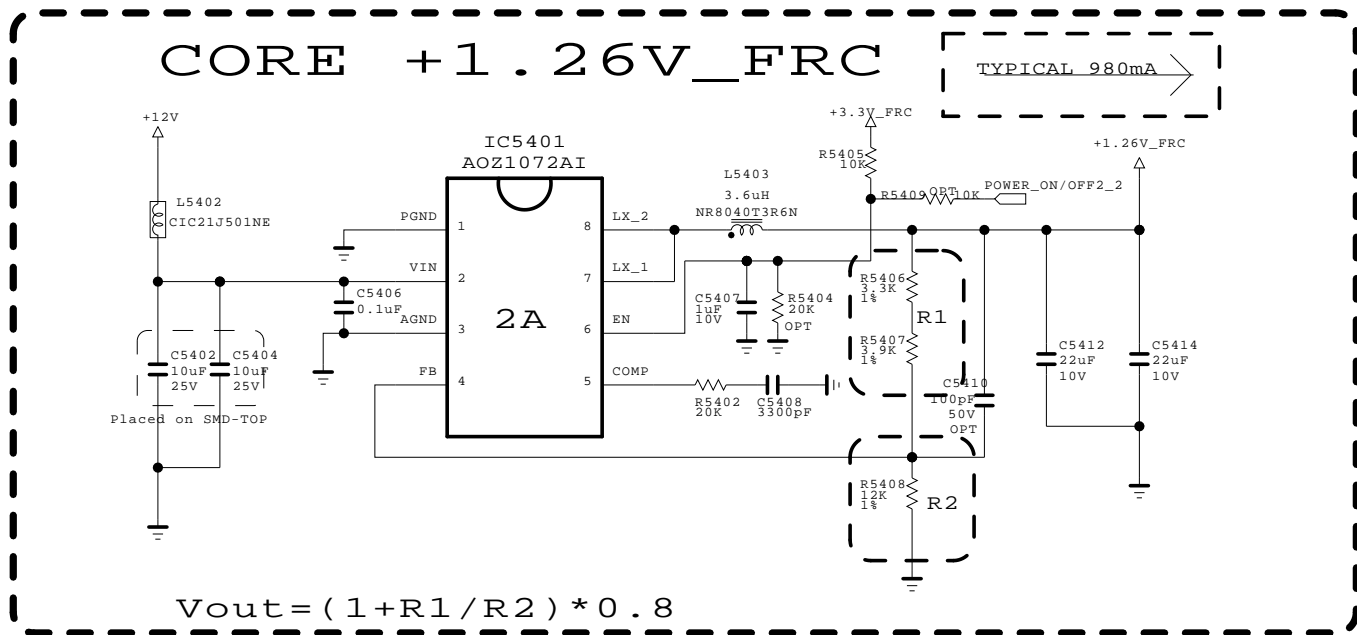 CORE +1.26V_FRC
TYPICAL 980mA
+12V
+3.3V_FRC
+1.26V_FRC
IC5401
AOZ1072AI
R5405
10K
L5403
3.6uH
NR8040T3R6N
R5409
OPT
10K
POWER_ON/OFF2_2
L5402
CIC21J501NE
PGND
1
8
LX_2
VIN
2
7
LX_1
C5406
0.1uF
AGND
3
2A
6
EN
FB
4
5
COMP
C5407
1uF
10V
R5404
20K
OPT
R5406
3.3K
1%
R1
R5407
3.9K
1%
C5402
10uF
25V
C5404
10uF
25V
Placed on SMD-TOP
R5402
20K
C5408
3300pF
C5410
100pF
50V
OPT
C5412
22uF
10V
C5414
22uF
10V
R5408
12K
1%
R2
Vout=(1+R1/R2)*0.8